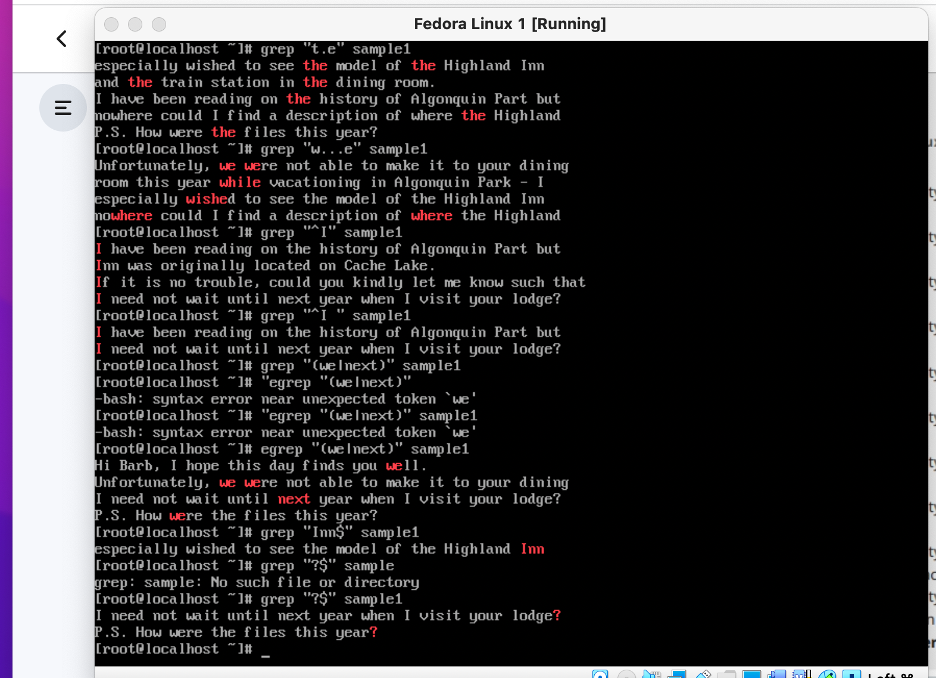 Fedora Linux 1 [Running]
[root@localhost ~]# grep "t.e" sample1
especially wished to see the model of the Highland Inn
and the train station in the dining room.
I have been reading on the history of Algonquin Part but
nowhere could I find a description of where the Highland
P.S. How were the files this year?
[root@localhost ~]# grep "w...e" sample1
Unfortunately, we were not able to make it to your dining
room this year while vacationing in Algonquin Park - I
especially wished to see the model of the Highland Inn
nowhere could I find a description of where the Highland
[root@localhost ~]# grep "^I" sample1
I have been reading on the history of Algonquin Part but
Inn was originally located on Cache Lake.
If it is no trouble, could you kindly let me know such that
I need not wait until next year when I visit your lodge?
[root@localhost ~]# grep "^I " sample1
I have been reading on the history of Algonquin Part but
I need not wait until next year when I visit your lodge?
[root@localhost ~]# grep "(we|next)" sample1
[root@localhost ~]# "egrep "(we|next)"
-bash: syntax error near unexpected token `we'
[root@localhost ~]# "egrep "(we|next)" sample1
-bash: syntax error near unexpected token `we'
[root@localhost ~]# egrep "(we|next)" sample1
Hi Barb, I hope this day finds you well.
Unfortunately, we were not able to make it to your dining
I need not wait until next year when I visit your lodge?
P.S. How were the files this year?
[root@localhost ~]# grep "Inn$" sample1
especially wished to see the model of the Highland Inn
[root@localhost ~]# grep "?$" sample
grep: sample: No such file or directory
[root@localhost ~]# grep "?$" sample1
I need not wait until next year when I visit your lodge?
P.S. How were the files this year?
[root@localhost ~]# _
Left ⌘